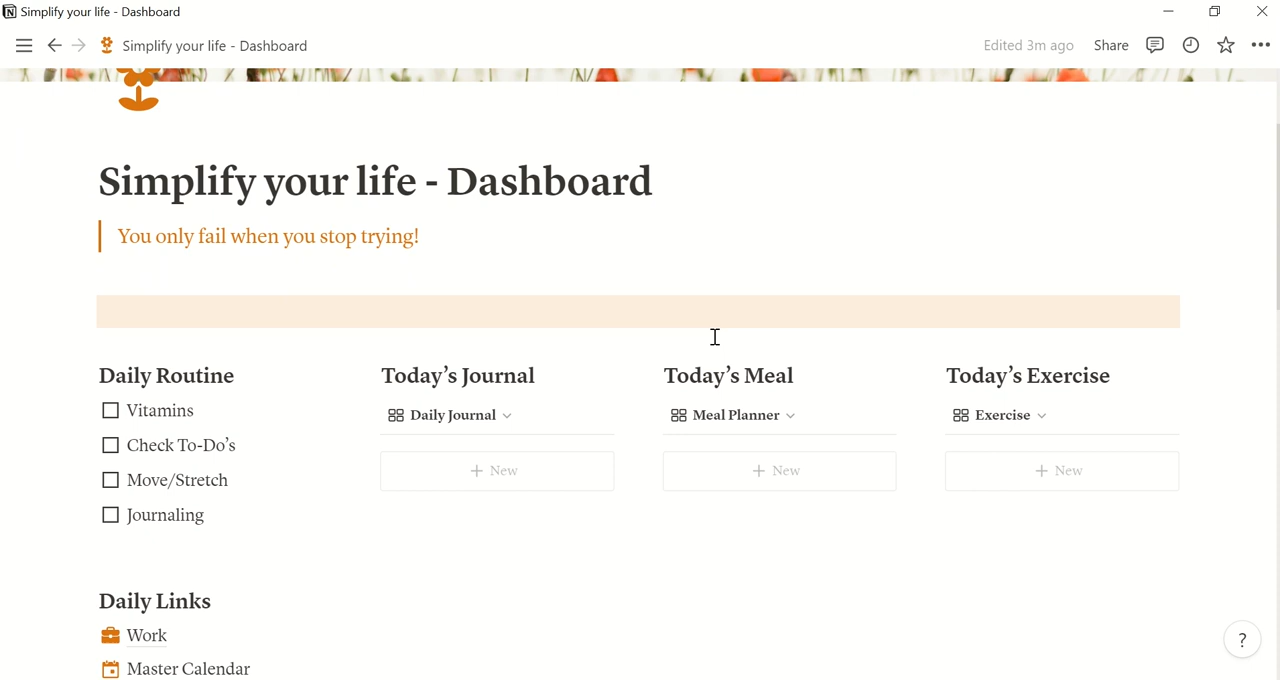 Simplify your life - Dashboard
Simplify your life - Dashboard
Edited 3m ago
Share
Simplify your life - Dashboard
You only fail when you stop trying!
Daily Routine
Vitamins
Check To-Do’s
Move/Stretch
Journaling
Today’s Journal
Daily Journal
+ New
Today’s Meal
Meal Planner
+ New
Today’s Exercise
Exercise
+ New
Daily Links
Work
Master Calendar
?